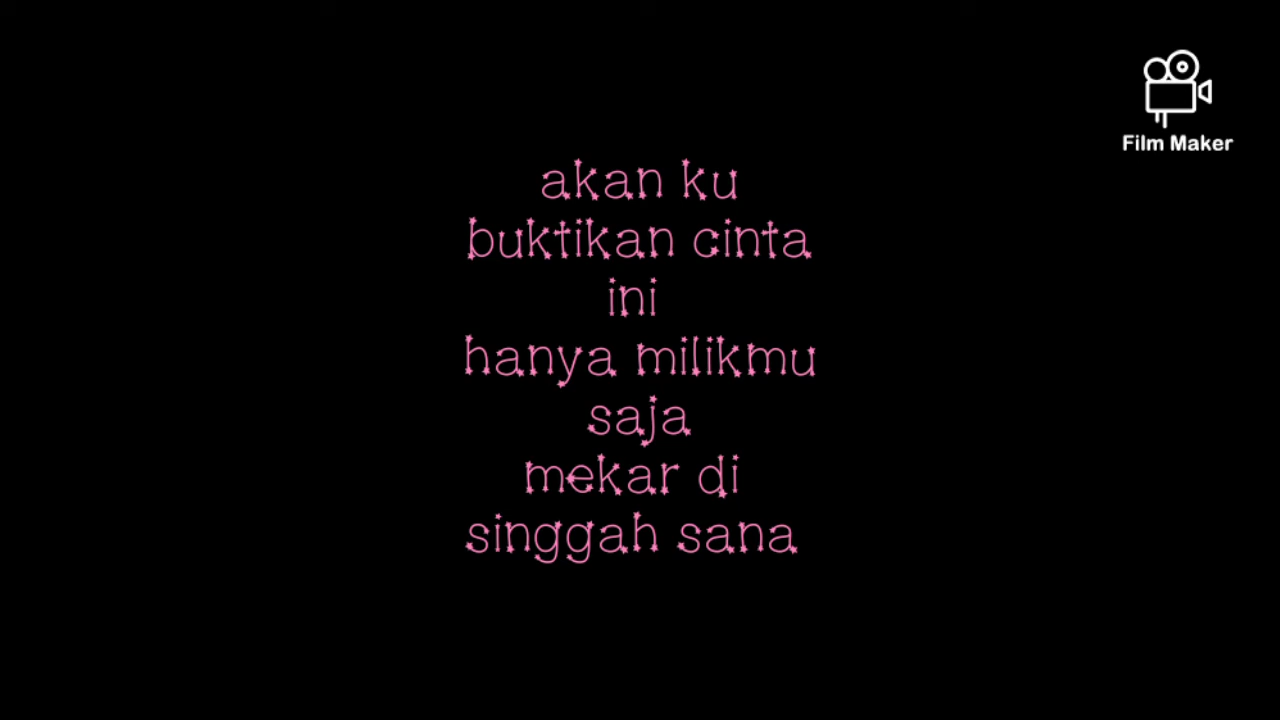 Film Maker
akan ku
buktikan cinta
ini
hanya milikmu
saja
mekar di
singgah sana